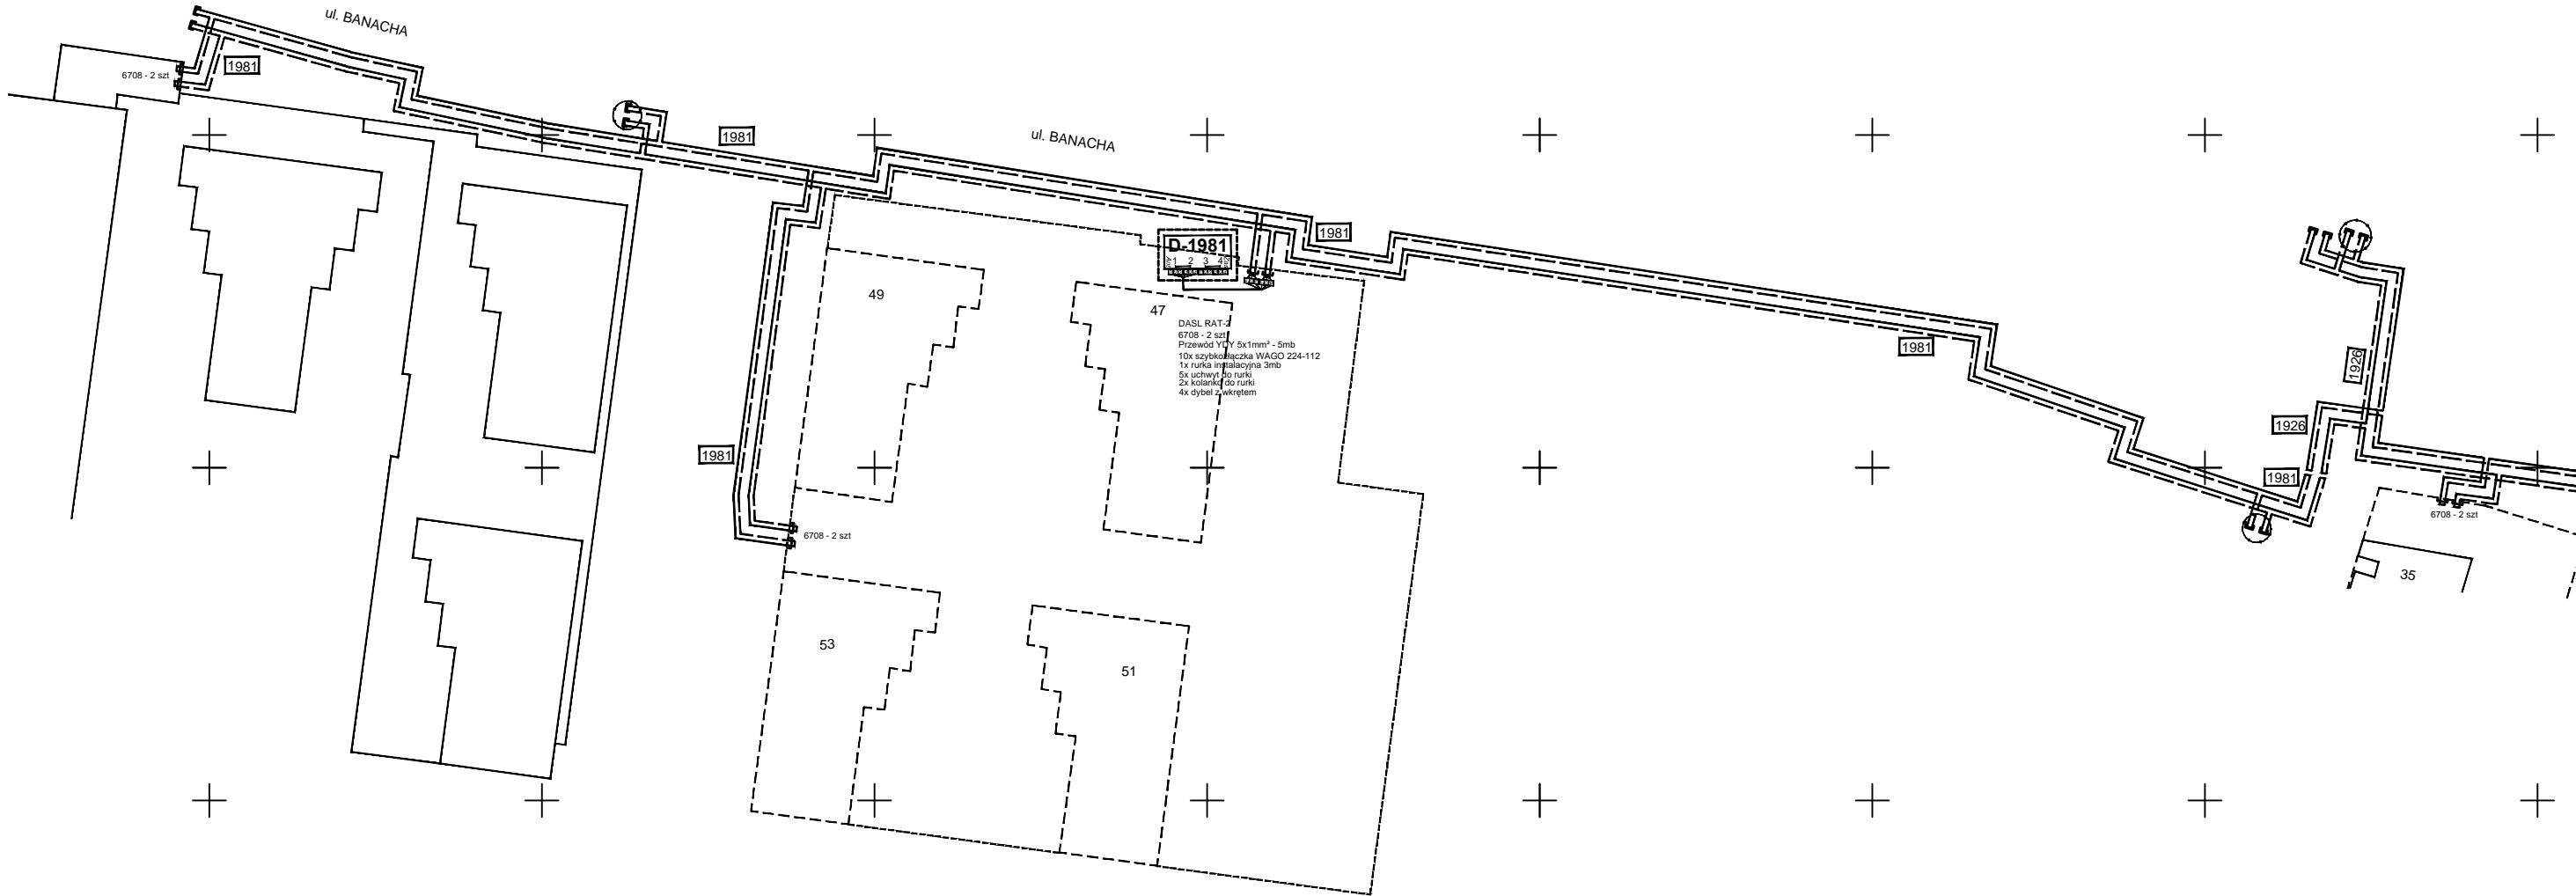 ul. BANACHA
6708 - 2 szt
1981
1981
ul. BANACHA
1981
D-1981
1 2 3 4
49
47
DASL RAT-2
6708 - 2 szt
Przewód YDY 5x1mm² - 5mb
10x szybkozłączka WAGO 224-112
1x rurka instalacyjna 3mb
5x uchwyt do rurki
2x kolanko do rurki
4x dybel z wkrętem
1981
1926
1926
1981
1981
6708 - 2 szt
6708 - 2 szt
35
53
51